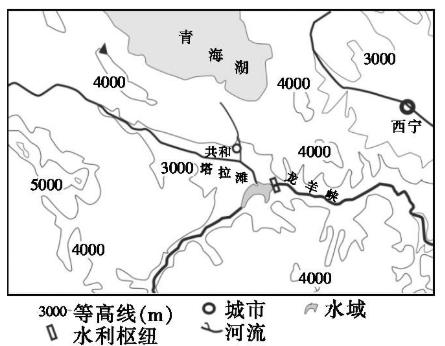 青
海
湖
3000
4000
4000
西宁
共和
4000
3000
塔拉滩
龙羊峡
5000
4000
4000
3000 等高线(m)
城市
水域
水利枢纽
河流